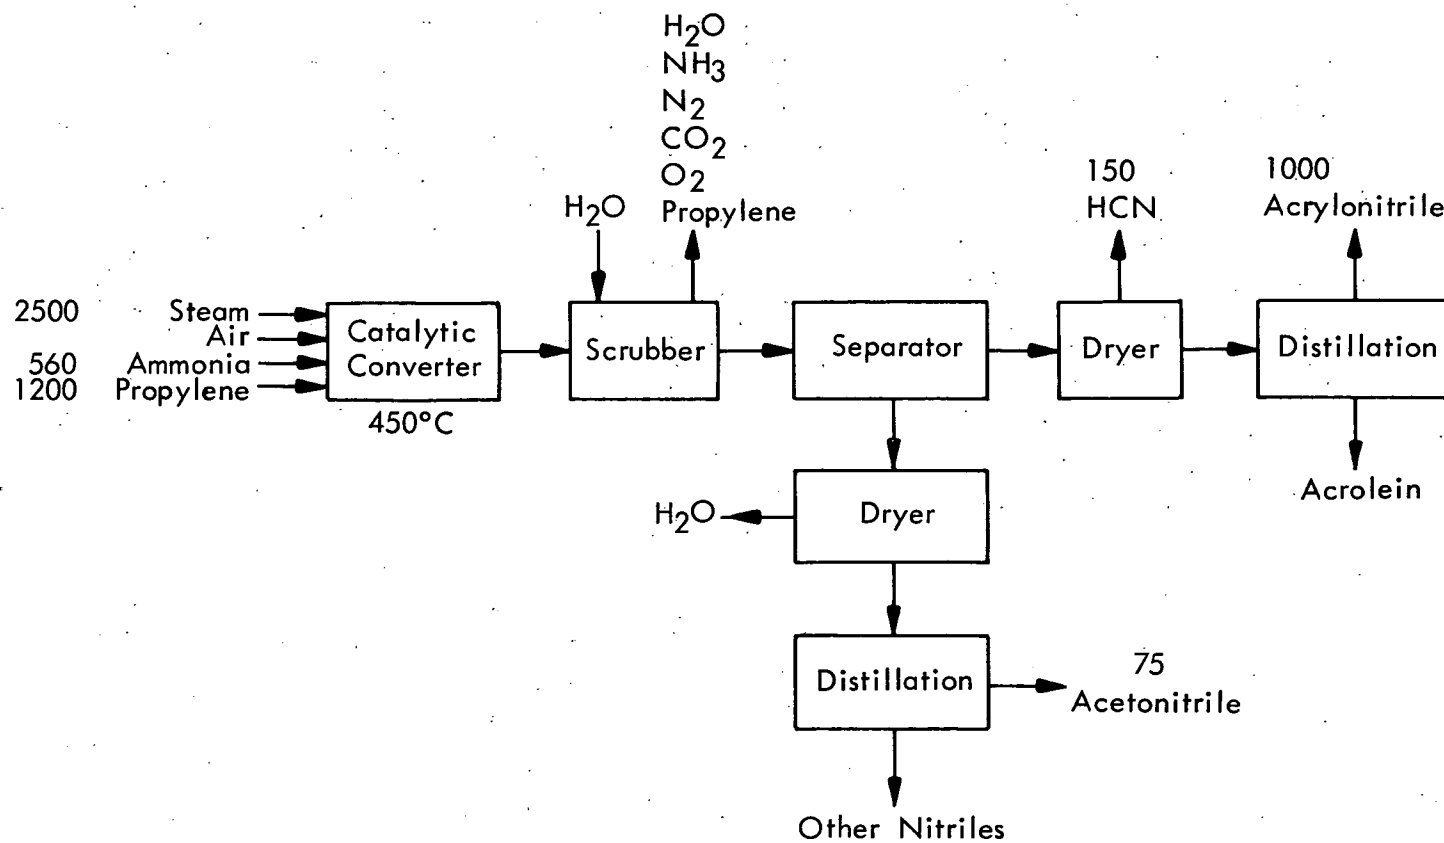 H2O
NH3
N2
CO2
O2
Propylene
H2O
150
HCN
1000
Acrylonitrile
2500 Steam
Air
560 Ammonia
1200 Propylene
Catalytic
Converter
450°C
Scrubber
Separator
Dryer
Distillation
Acrolein
H2O
Dryer
Distillation
75
Acetonitrile
Other Nitriles